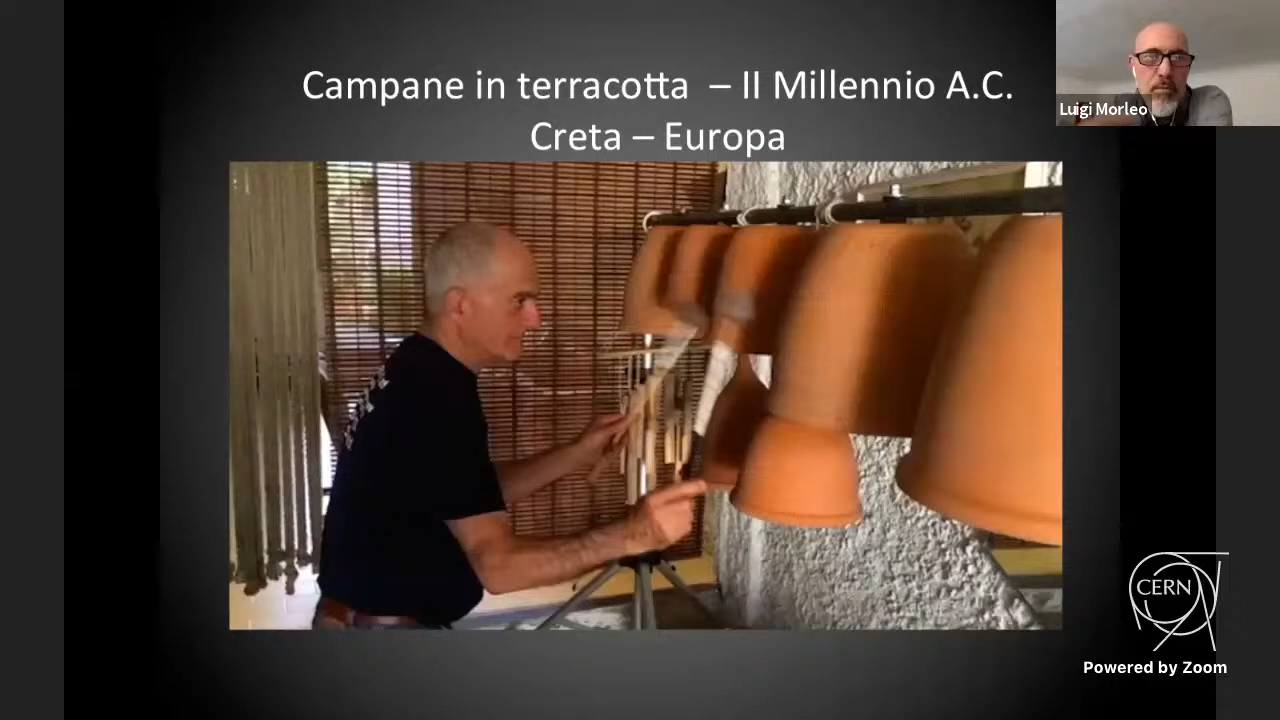 Campane in terracotta – II Millennio A.C.
Creta – Europa
Luigi Morleo
CERN
Powered by Zoom